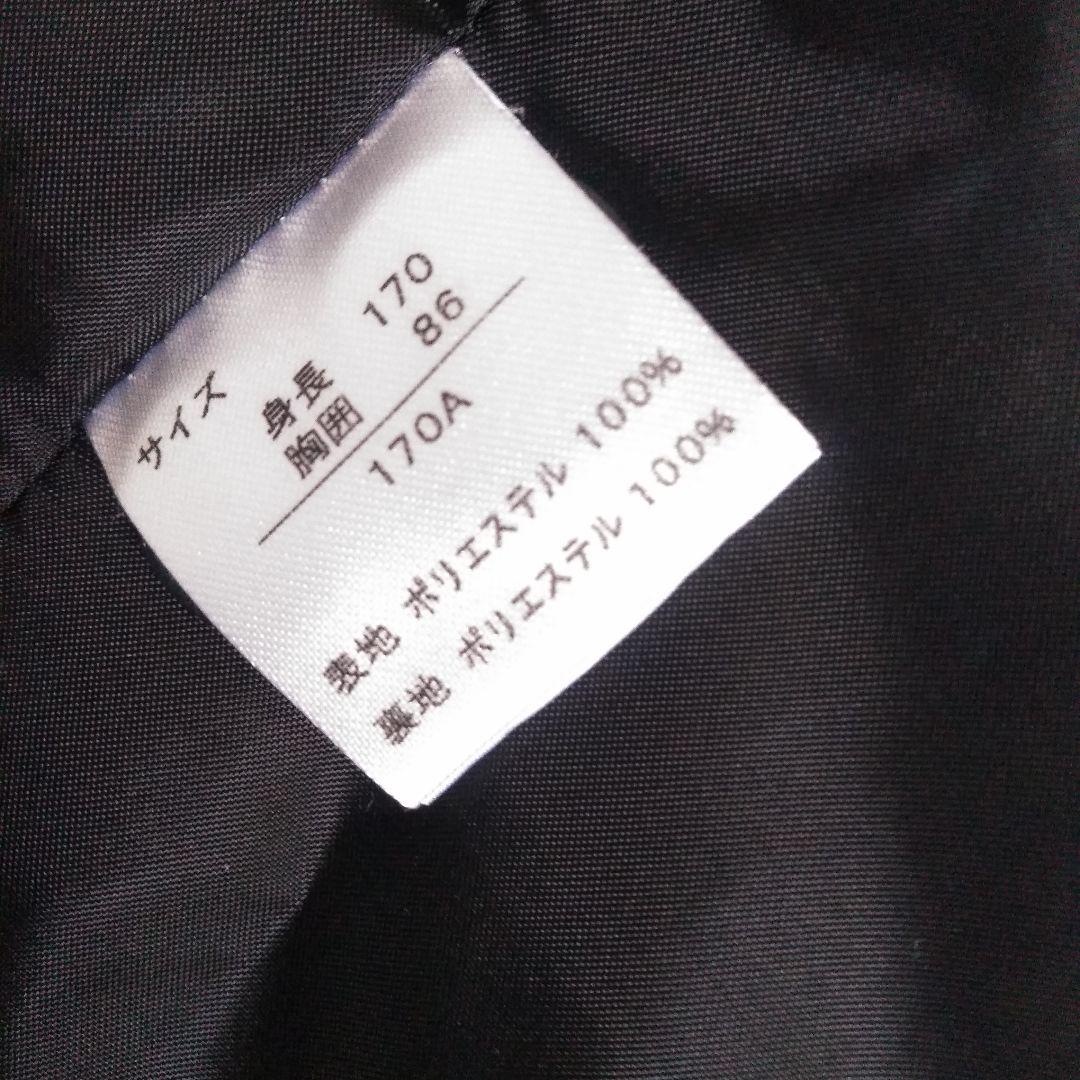 サイズ
身長 170
胸囲 86
170A
表地 ポリエステル 100%
裏地 ポリエステル 100%